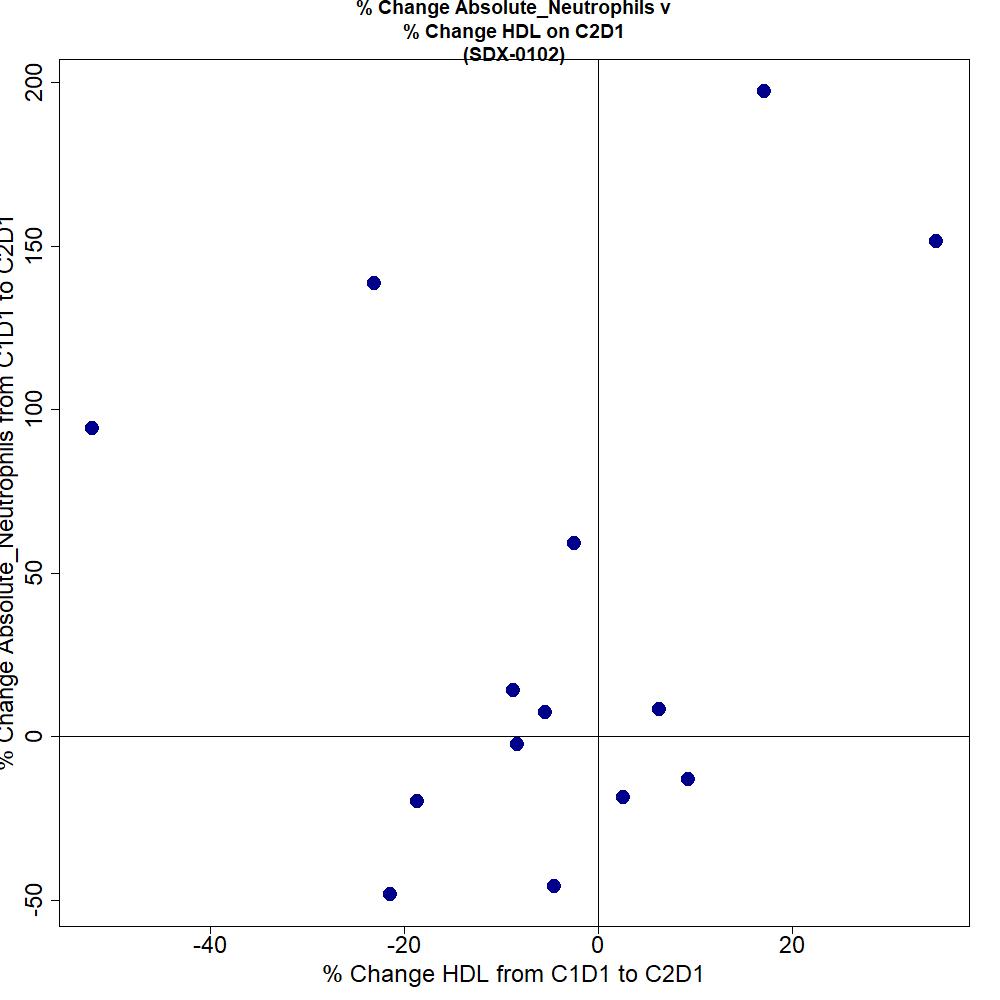 % Change Absolute_Neutrophils v
% Change HDL on C2D1
(SDX-0102)
% Change Absolute_Neutrophils from C1D1 to C2D1
200
150
100
50
0
-50
-40
-20
0
20
% Change HDL from C1D1 to C2D1